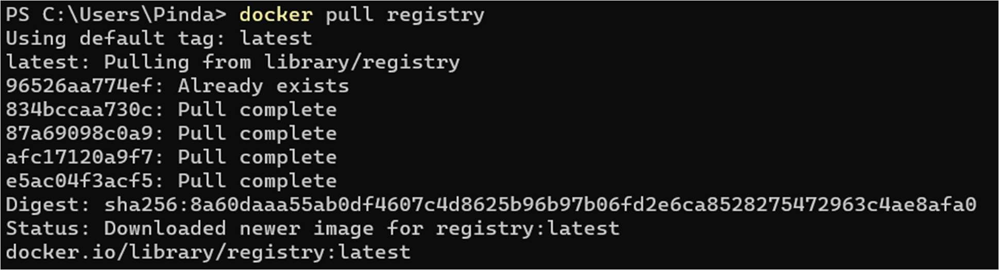 PS C:\Users\Pinda> docker pull registry
Using default tag: latest
latest: Pulling from library/registry
96526aa774ef: Already exists
834bccaa730c: Pull complete
87a69098c0a9: Pull complete
afc17120a9f7: Pull complete
e5ac04f3acf5: Pull complete
Digest: sha256:8a60daaa55ab0df4607c4d8625b96b97b06fd2e6ca8528275472963c4ae8afa0
Status: Downloaded newer image for registry:latest
docker.io/library/registry:latest